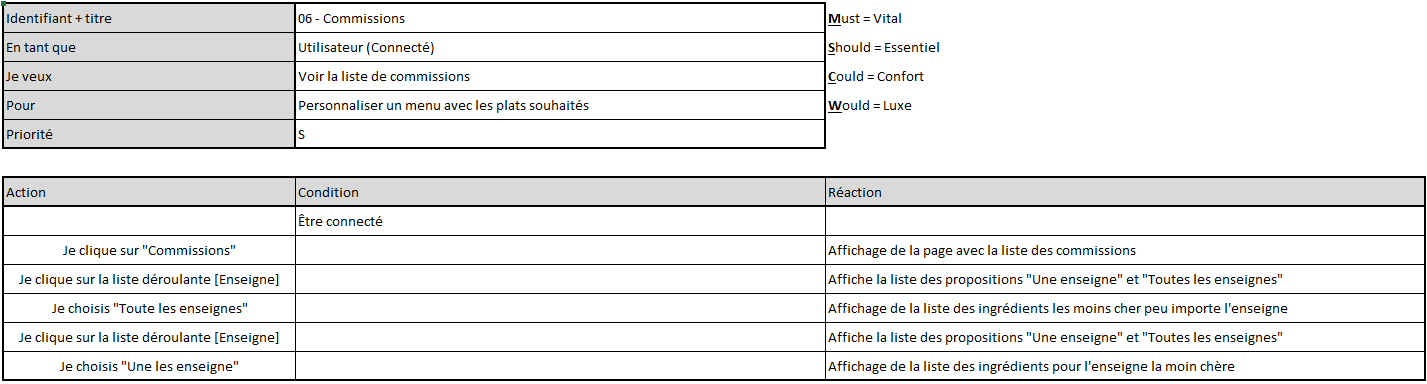 Identifiant + titre 06 - Commissions Must = Vital
En tant que Utilisateur (Connecté) Should = Essentiel
Je veux Voir la liste de commissions Could = Confort
Pour Personnaliser un menu avec les plats souhaités Would = Luxe
Priorité S
Action Condition Réaction
Être connecté
Je clique sur "Commissions" Affichage de la page avec la liste des commissions
Je clique sur la liste déroulante [Enseigne] Affiche la liste des propositions "Une enseigne" et "Toutes les enseignes"
Je choisis "Toute les enseignes" Affichage de la liste des ingrédients les moins cher peu importe l'enseigne
Je clique sur la liste déroulante [Enseigne] Affiche la liste des propositions "Une enseigne" et "Toutes les enseignes"
Je choisis "Une les enseigne" Affichage de la liste des ingrédients pour l'enseigne la moin chère